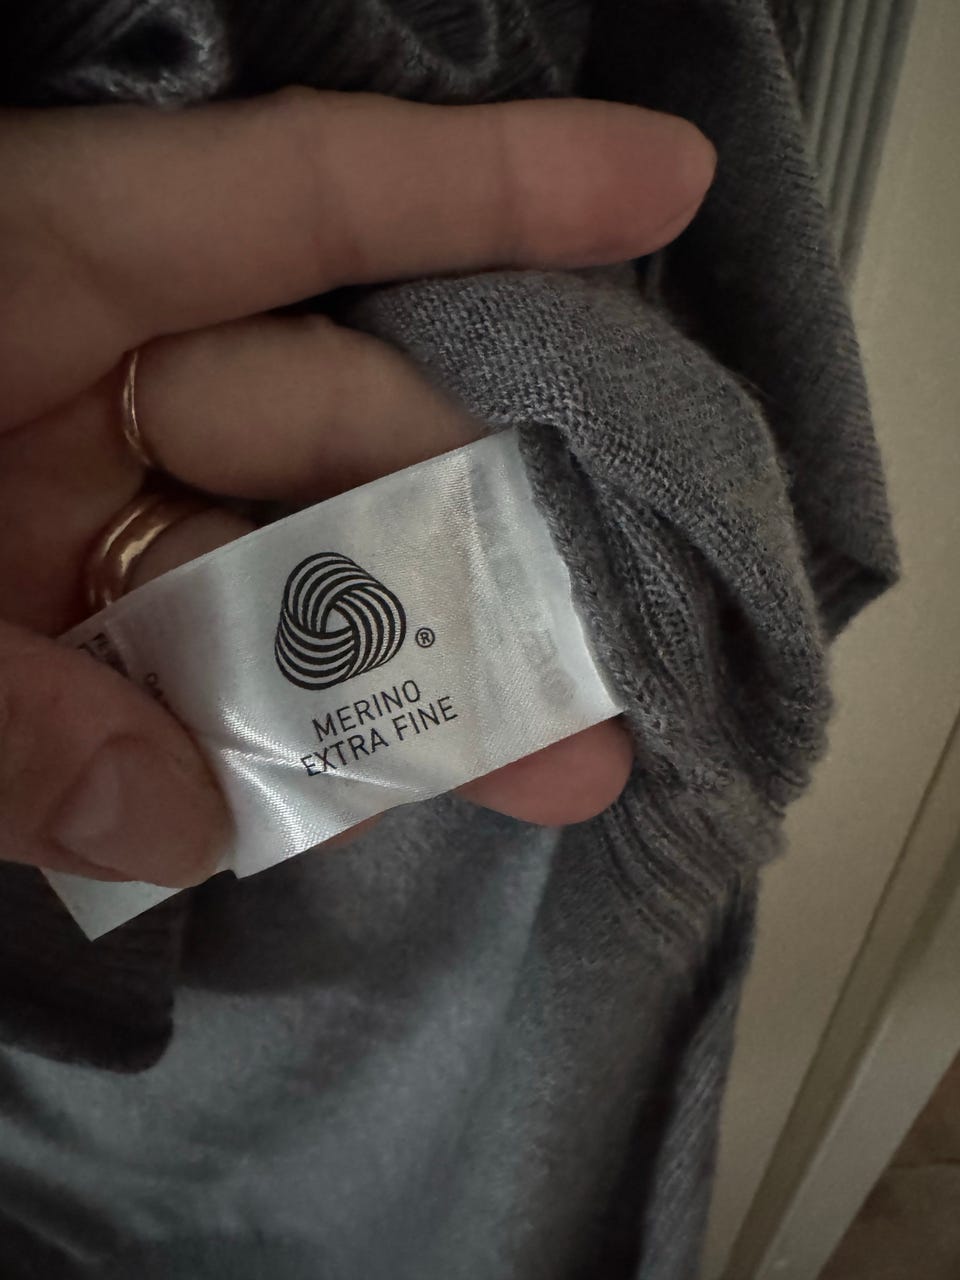 ®
MERINO
EXTRA FINE